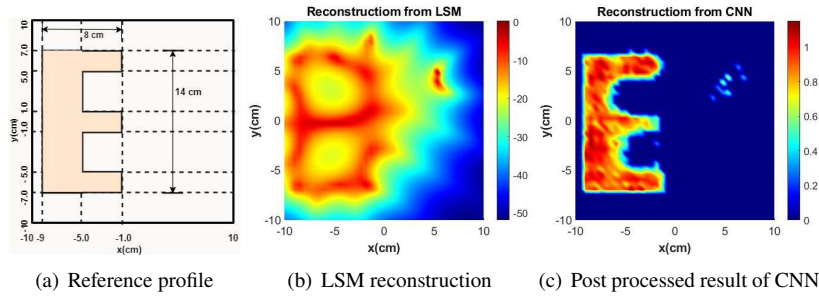 10
7.0
5.0
1.0
-1.0
-5.0
-7.0
-10
y(cm)
8 cm
14 cm
-10 -9 -5.0 -1.0 10
x(cm)
Reconstructiom from LSM
10
5
0
-5
-10
y(cm)
-10 -5 0 5 10
x(cm)
0
-10
-20
-30
-40
-50
Reconstructiom from CNN
10
5
0
-5
-10
y(cm)
-10 -5 0 5 10
x(cm)
1
0.8
0.6
0.4
0.2
0
(a) Reference profile (b) LSM reconstruction (c) Post processed result of CNN